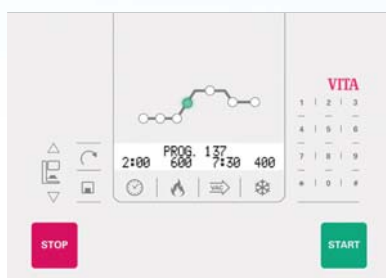 VITA
1 | 2 | 3
4 | 5 | 6
7 | 8 | 9
* | 0 | #
PROG. 137
2:00 600 7:30 400
VAC
STOP
START